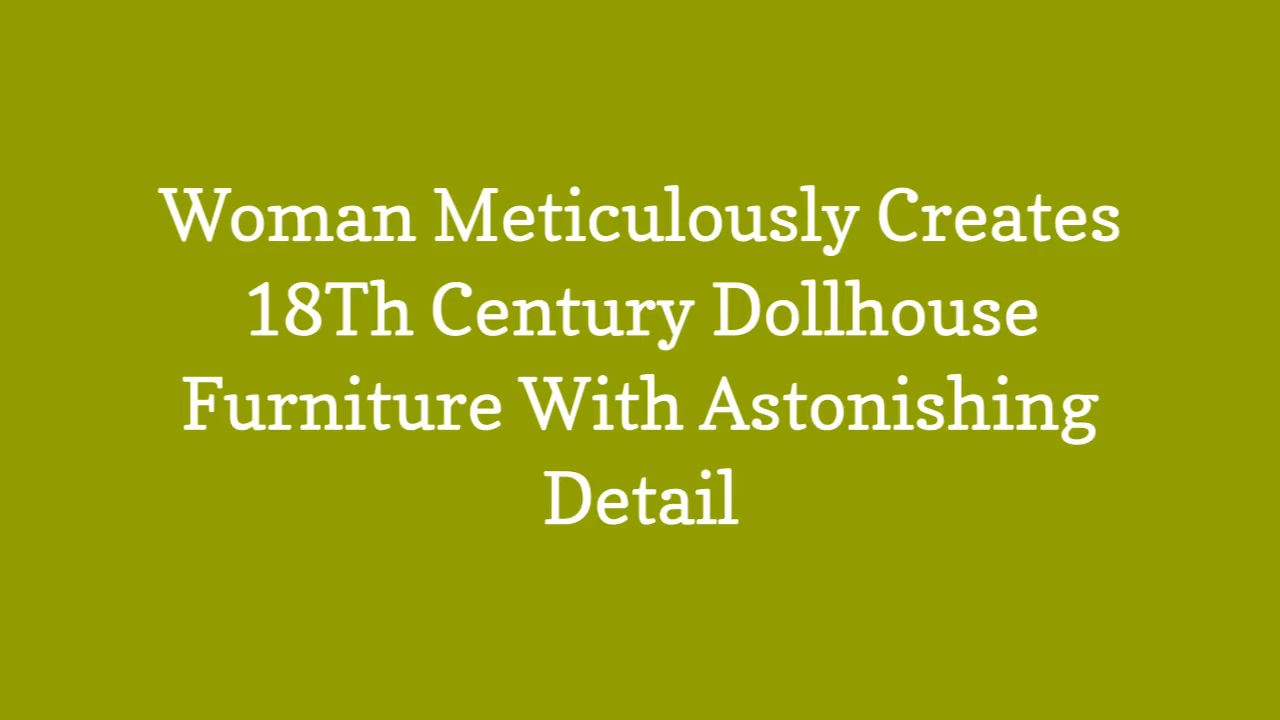 Woman Meticulously Creates
18Th Century Dollhouse
Furniture With Astonishing
Detail